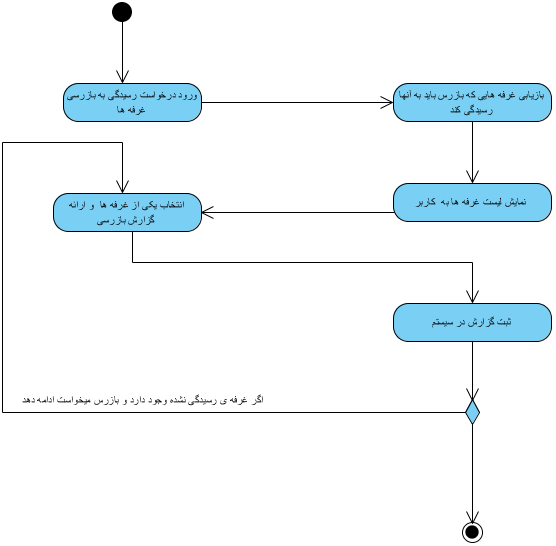 ورود درخواست رسیدگی به بازرسی
غرفه ها
بازیابی غرفه هایی که بازرس باید به آنها
رسیدگی کند
نمایش لیست غرفه ها به کاربر
انتخاب یکی از غرفه ها و ارائه
گزارش بازرسی
ثبت گزارش در سیستم
اگر غرفه ی رسیدگی نشده وجود دارد و بازرس میخواست ادامه دهد